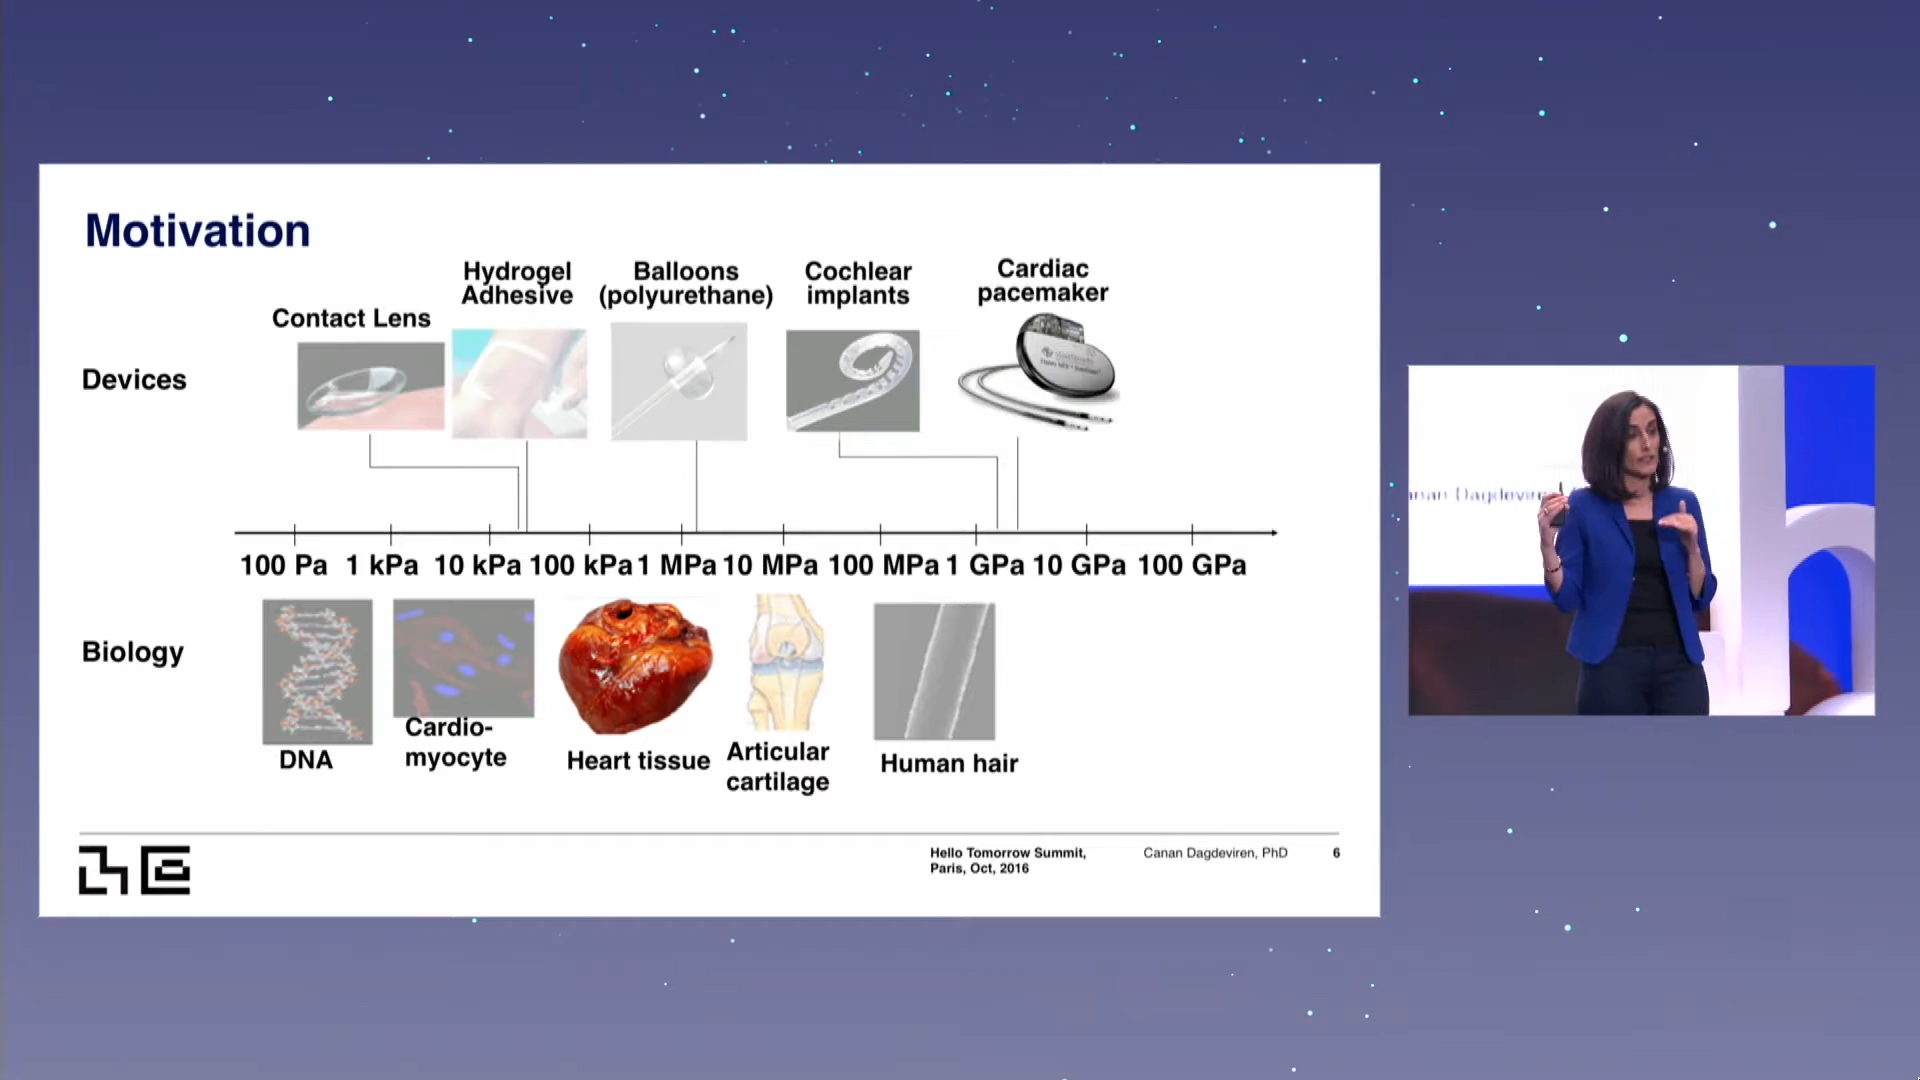 Motivation
Contact Lens
Hydrogel
Adhesive
Balloons
(polyurethane)
Cochlear
implants
Cardiac
pacemaker
Devices
100 Pa 1 kPa 10 kPa 100 kPa 1 MPa 10 MPa 100 MPa 1 GPa 10 GPa 100 GPa
Biology
DNA
Cardio-
myocyte
Heart tissue
Articular
cartilage
Human hair
Hello Tomorrow Summit,
Paris, Oct, 2016
Canan Dagdeviren, PhD
6